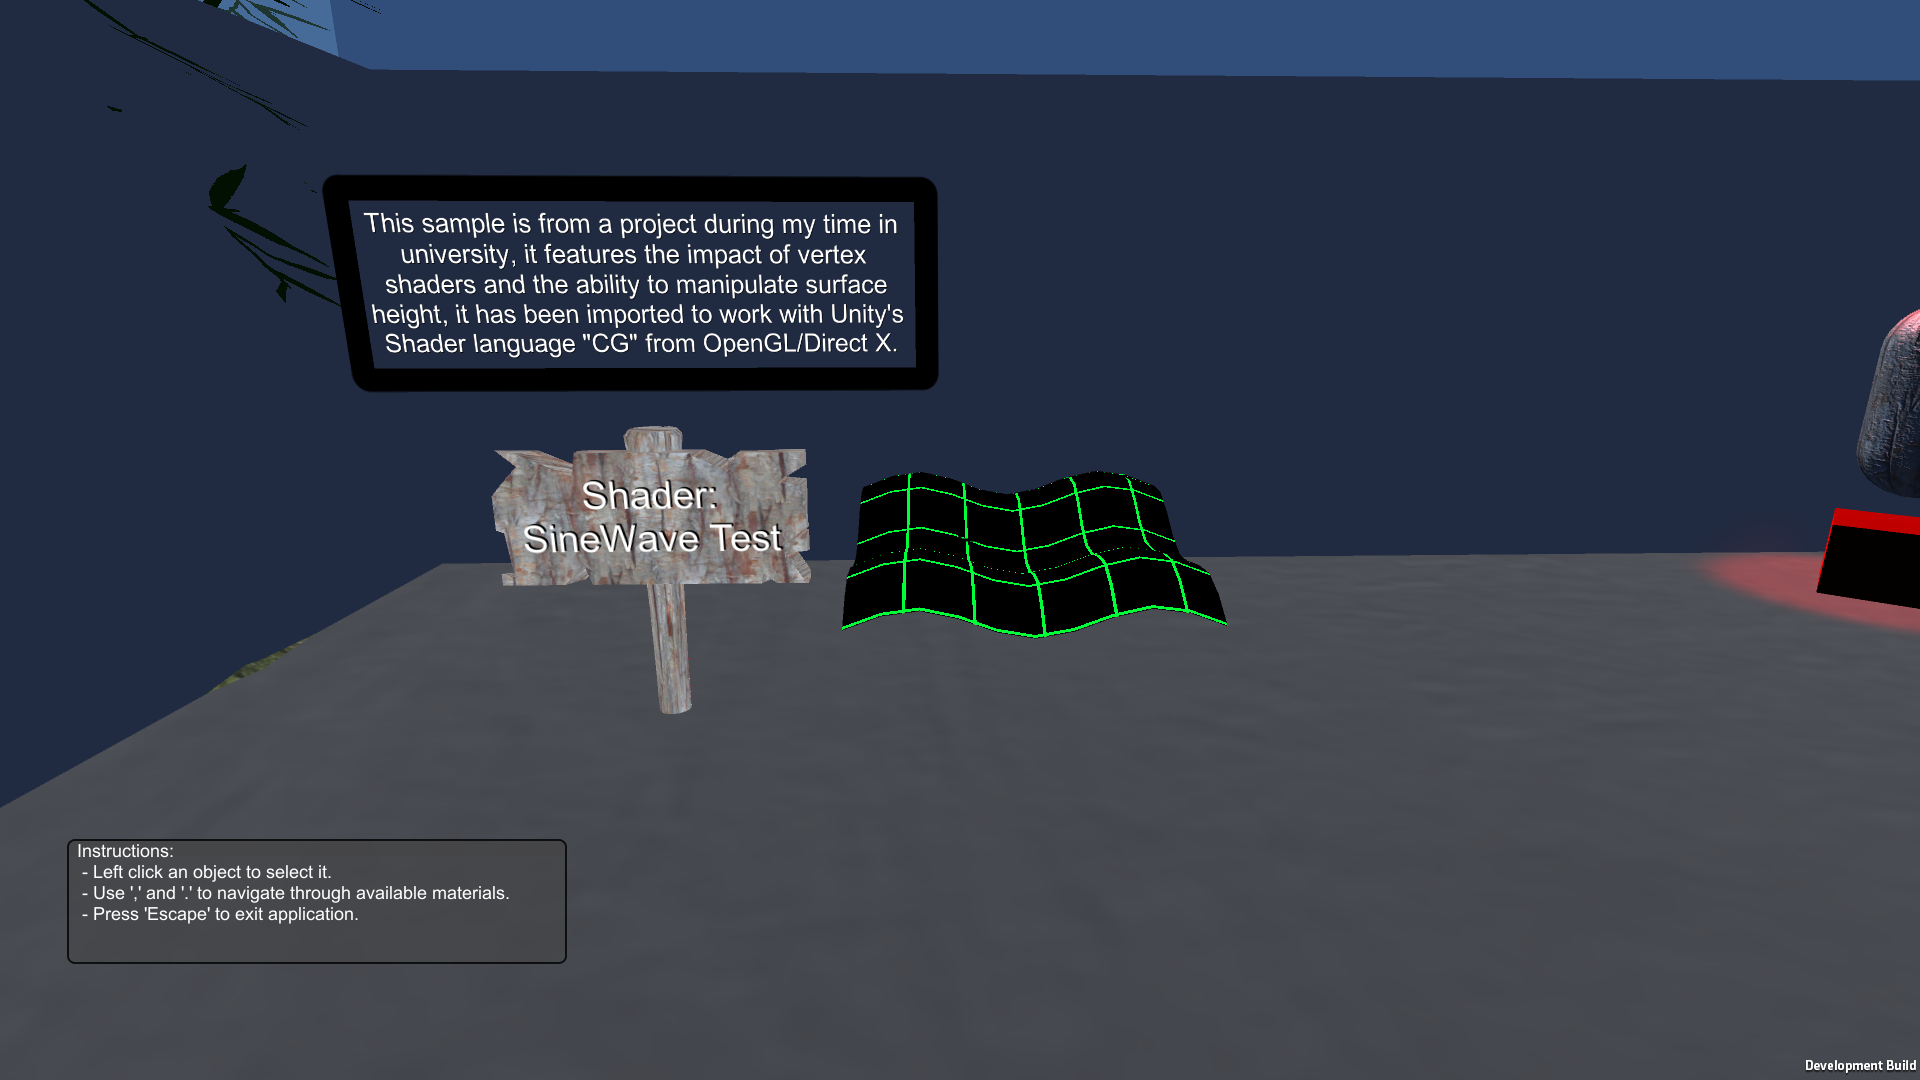 This sample is from a project during my time in
university, it features the impact of vertex
shaders and the ability to manipulate surface
height, it has been imported to work with Unity's
Shader language "CG" from OpenGL/Direct X.
Shader:
SineWave Test
Instructions:
- Left click an object to select it.
- Use ',' and '.' to navigate through available materials.
- Press 'Escape' to exit application.
Development Build